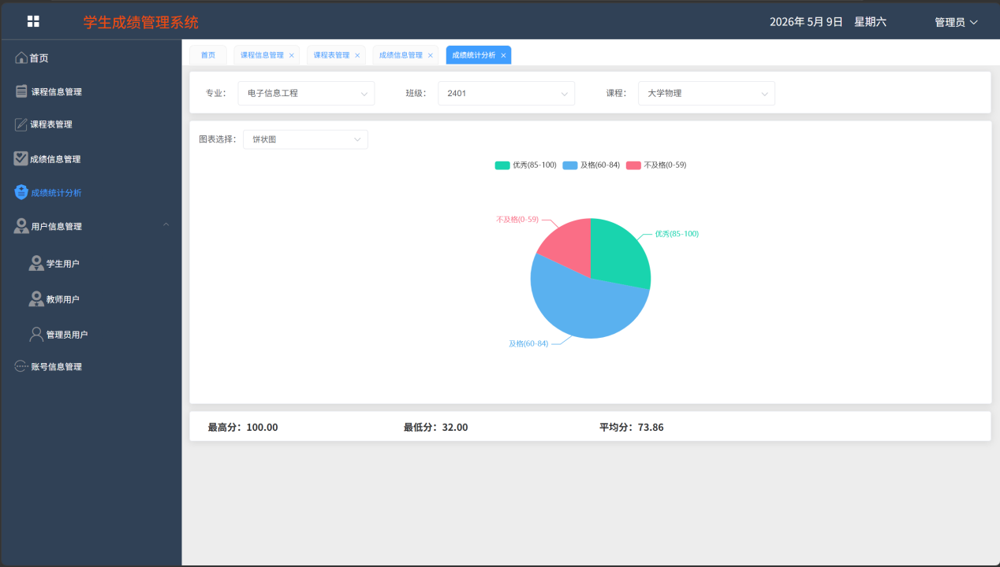 学生成绩管理系统
2026年 5月 9日 星期六 管理员
首页
课程信息管理
课程表管理
成绩信息管理
成绩统计分析
用户信息管理
学生用户
教师用户
管理员用户
账号信息管理
首页 课程信息管理 课程表管理 成绩信息管理 成绩统计分析
专业： 电子信息工程 班级： 2401 课程： 大学物理
图表选择： 饼状图
优秀(85-100) 及格(60-84) 不及格(0-59)
不及格(0-59)
优秀(85-100)
及格(60-84)
最高分：100.00 最低分：32.00 平均分：73.86